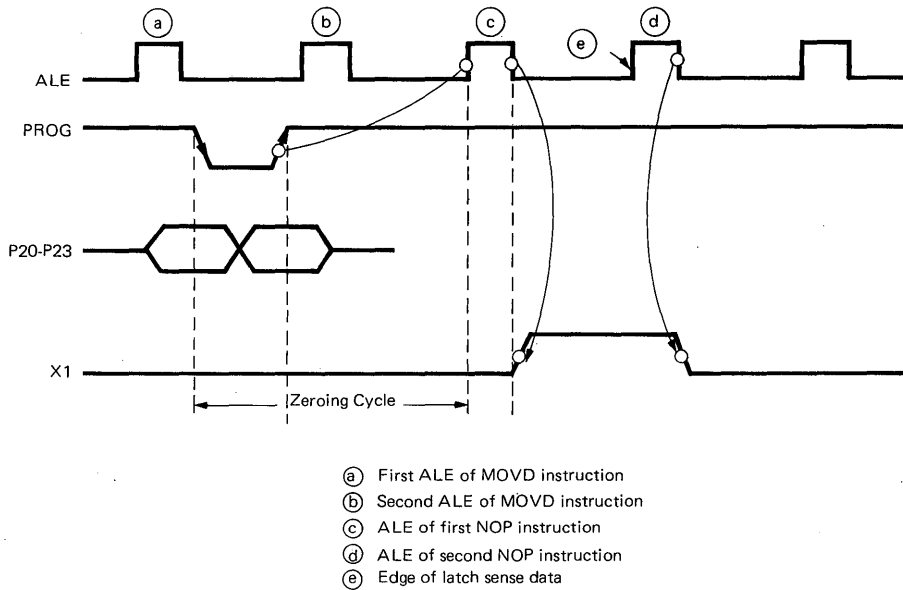 a b c d
e
ALE
PROG
P20-P23
X1
Zeroing Cycle
a First ALE of MOVD instruction
b Second ALE of MOVD instruction
c ALE of first NOP instruction
d ALE of second NOP instruction
e Edge of latch sense data